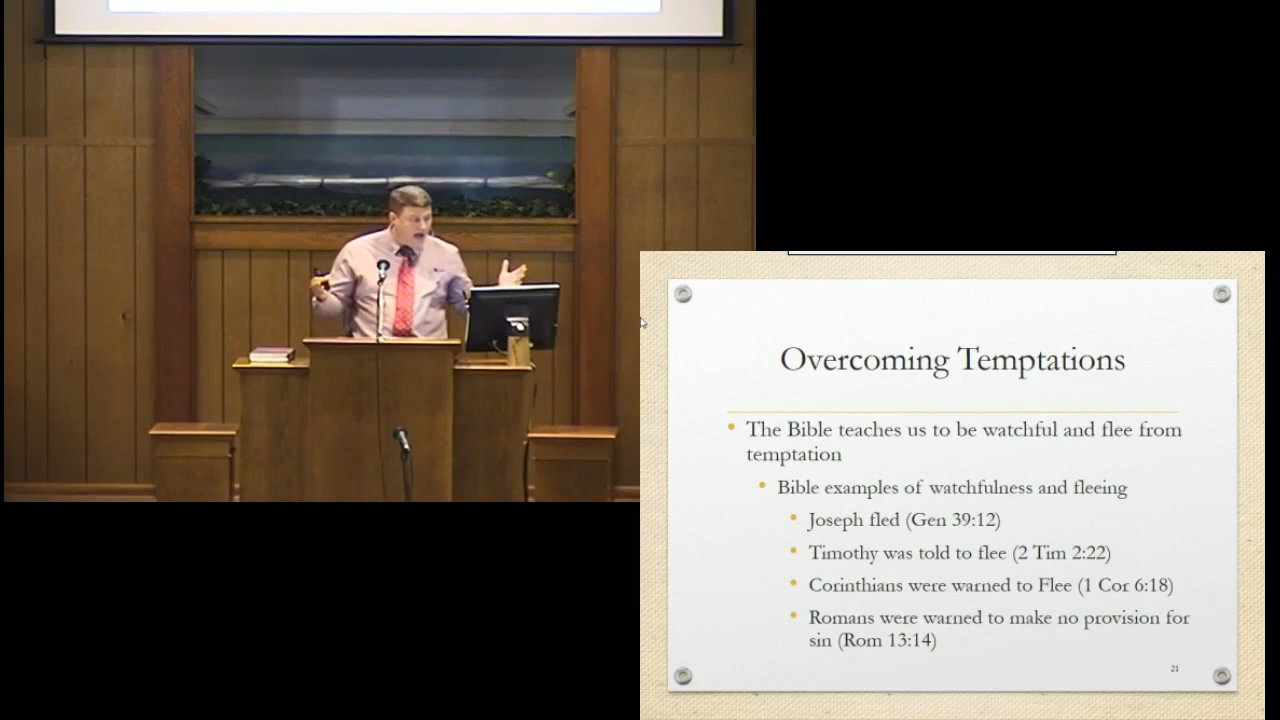 Overcoming Temptations
The Bible teaches us to be watchful and flee from
temptation
Bible examples of watchfulness and fleeing
Joseph fled (Gen 39:12)
Timothy was told to flee (2 Tim 2:22)
Corinthians were warned to Flee (1 Cor 6:18)
Romans were warned to make no provision for
sin (Rom 13:14)
21